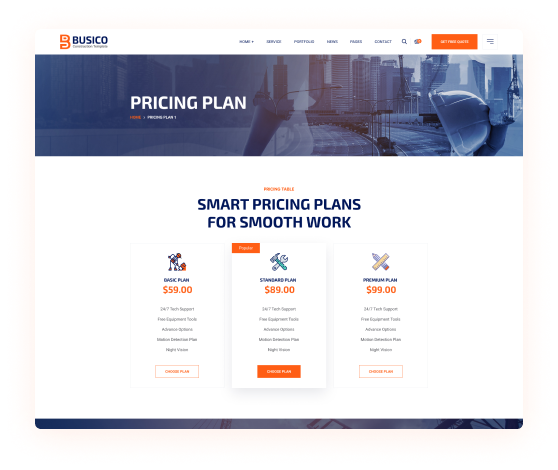 BUSICO
Construction Template
HOME
SERVICE
PORTFOLIO
NEWS
PAGES
CONTACT
GET FREE QUOTE
PRICING PLAN
HOME > PRICING PLAN 1
PRICING TABLE
SMART PRICING PLANS
FOR SMOOTH WORK
BASIC PLAN
$59.00
24/7 Tech Support
Free Equipment Tools
Advance Options
Motion Detection Plan
Night Vision
CHOOSE PLAN
Popular
STANDARD PLAN
$89.00
24/7 Tech Support
Free Equipment Tools
Advance Options
Motion Detection Plan
Night Vision
CHOOSE PLAN
PREMIUM PLAN
$99.00
24/7 Tech Support
Free Equipment Tools
Advance Options
Motion Detection Plan
Night Vision
CHOOSE PLAN